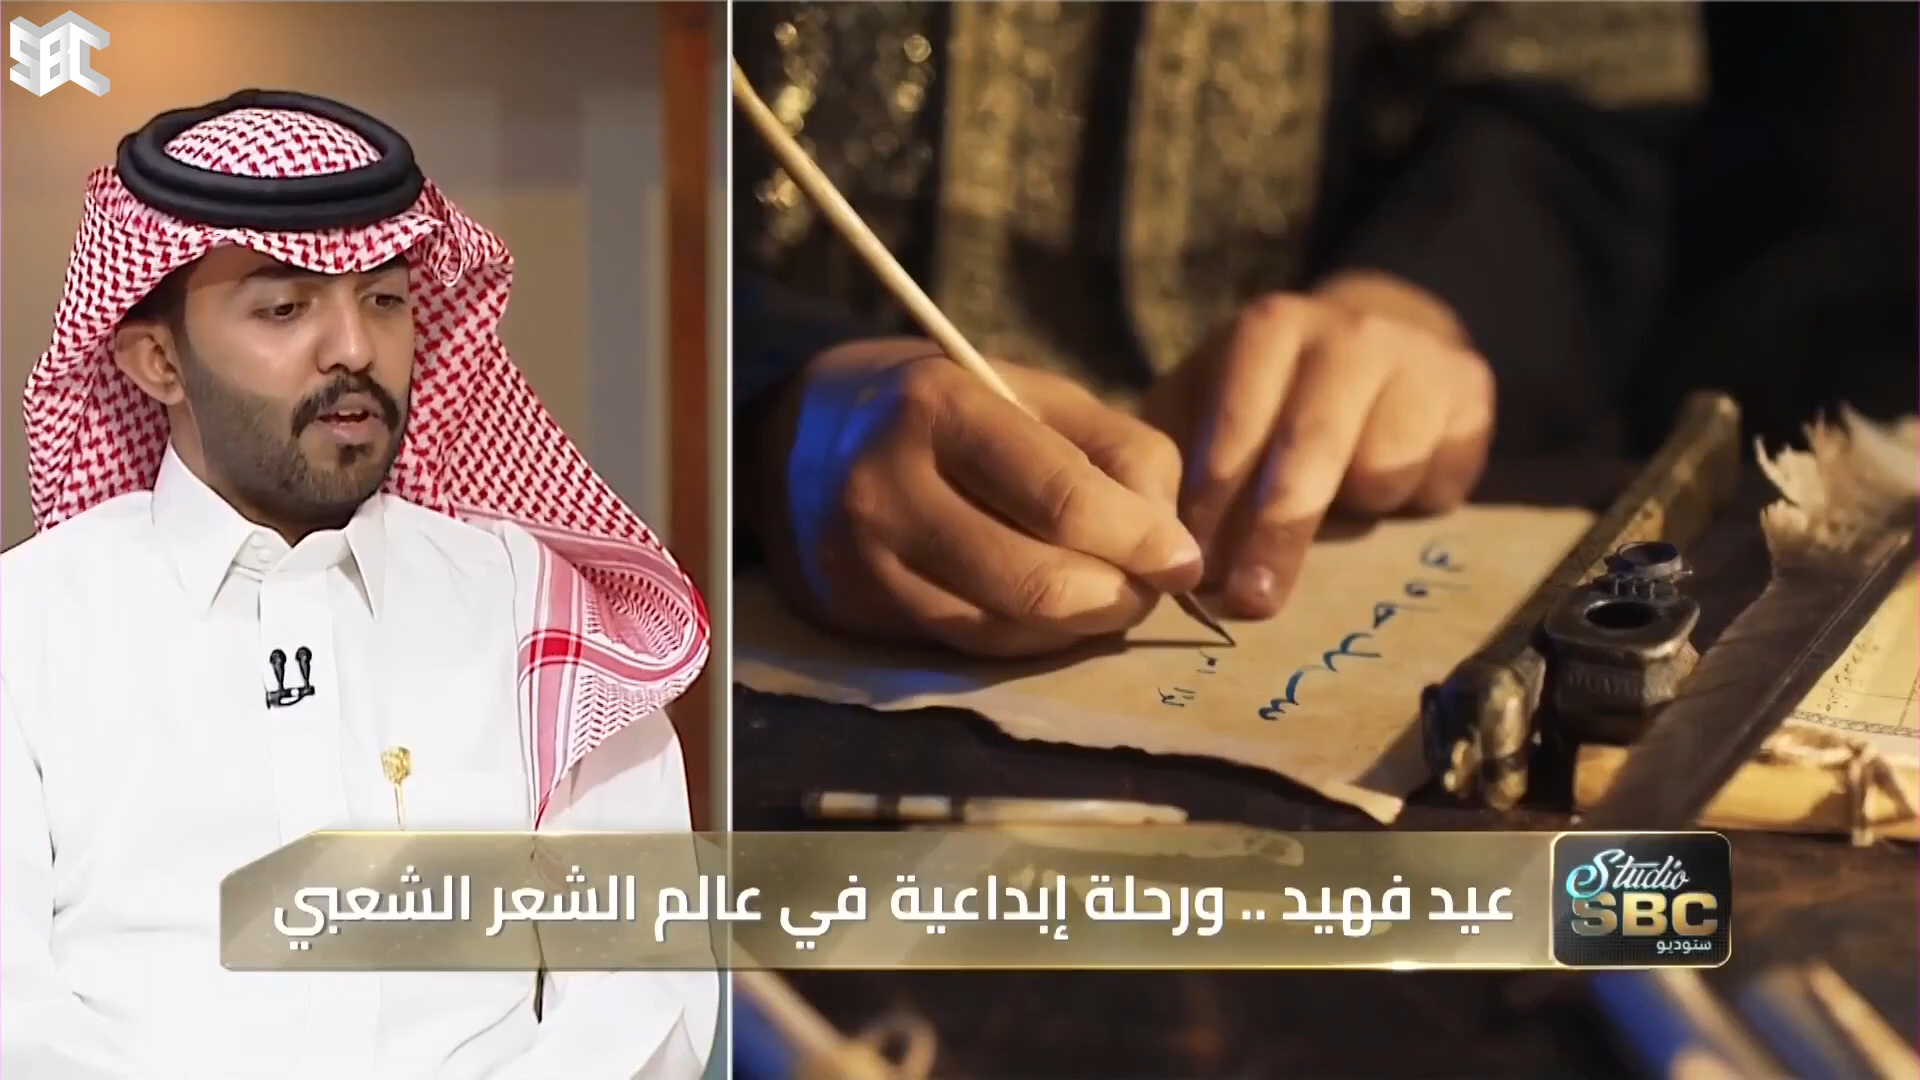 SBC
عيد فهيد .. ورحلة إبداعية في عالم الشعر الشعبي
Studio
SBC
ستوديو